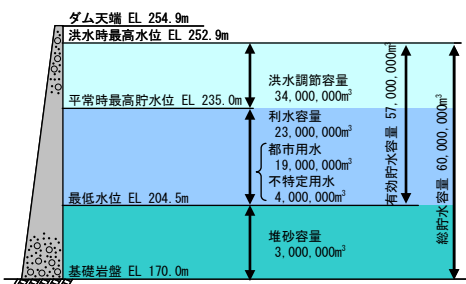 ダム天端 EL 254.9m
洪水時最高水位 EL 252.9m
洪水調節容量
34,000,000m³
平常時最高貯水位 EL 235.0m
利水容量
23,000,000m³
都市用水
19,000,000m³
不特定用水
4,000,000m³
最低水位 EL 204.5m
堆砂容量
3,000,000m³
基礎岩盤 EL 170.0m
有効貯水容量 57,000,000m³
総貯水容量 60,000,000m³